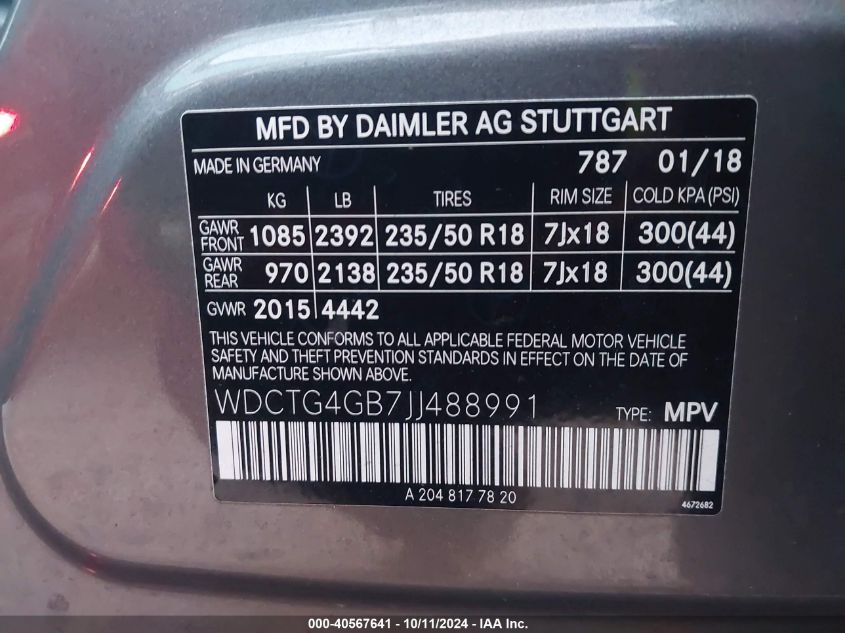 MFD BY DAIMLER AG STUTTGART
MADE IN GERMANY 787 01/18
KG LB TIRES RIM SIZE COLD KPA (PSI)
GAWR FRONT 1085 2392 235/50 R18 7Jx18 300(44)
GAWR REAR 970 2138 235/50 R18 7Jx18 300(44)
GVWR 2015 4442
THIS VEHICLE CONFORMS TO ALL APPLICABLE FEDERAL MOTOR VEHICLE
SAFETY AND THEFT PREVENTION STANDARDS IN EFFECT ON THE DATE OF
MANUFACTURE SHOWN ABOVE.
WDCTG4GB7JJ488991 TYPE: MPV
A 204 817 78 20
4672682
000-40567641 - 10/11/2024 - IAA Inc.